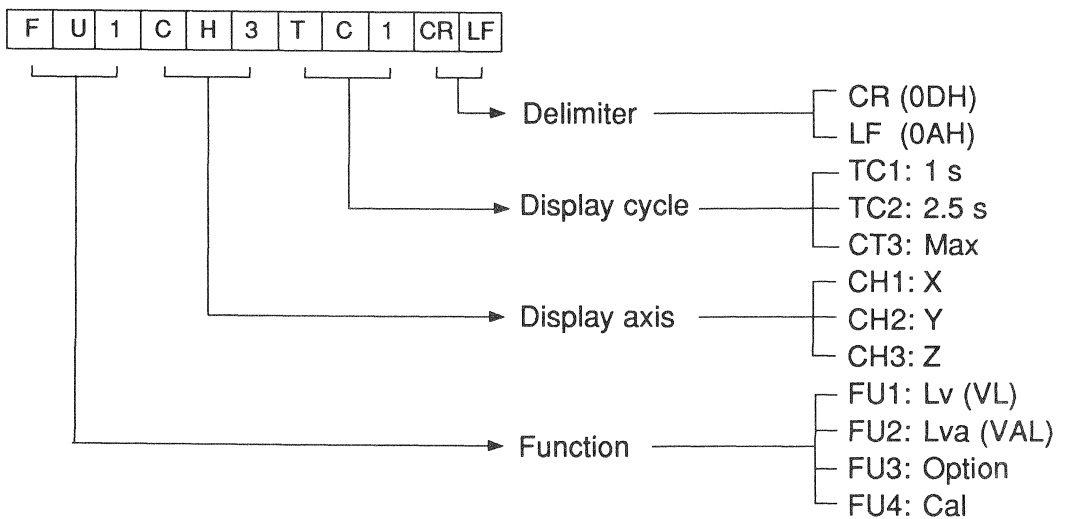 F U 1 C H 3 T C 1 CR LF
CR (0DH)
Delimiter
LF (0AH)
TC1: 1 s
Display cycle
TC2: 2.5 s
CT3: Max
CH1: X
Display axis
CH2: Y
CH3: Z
FU1: Lv (VL)
FU2: Lva (VAL)
Function
FU3: Option
FU4: Cal